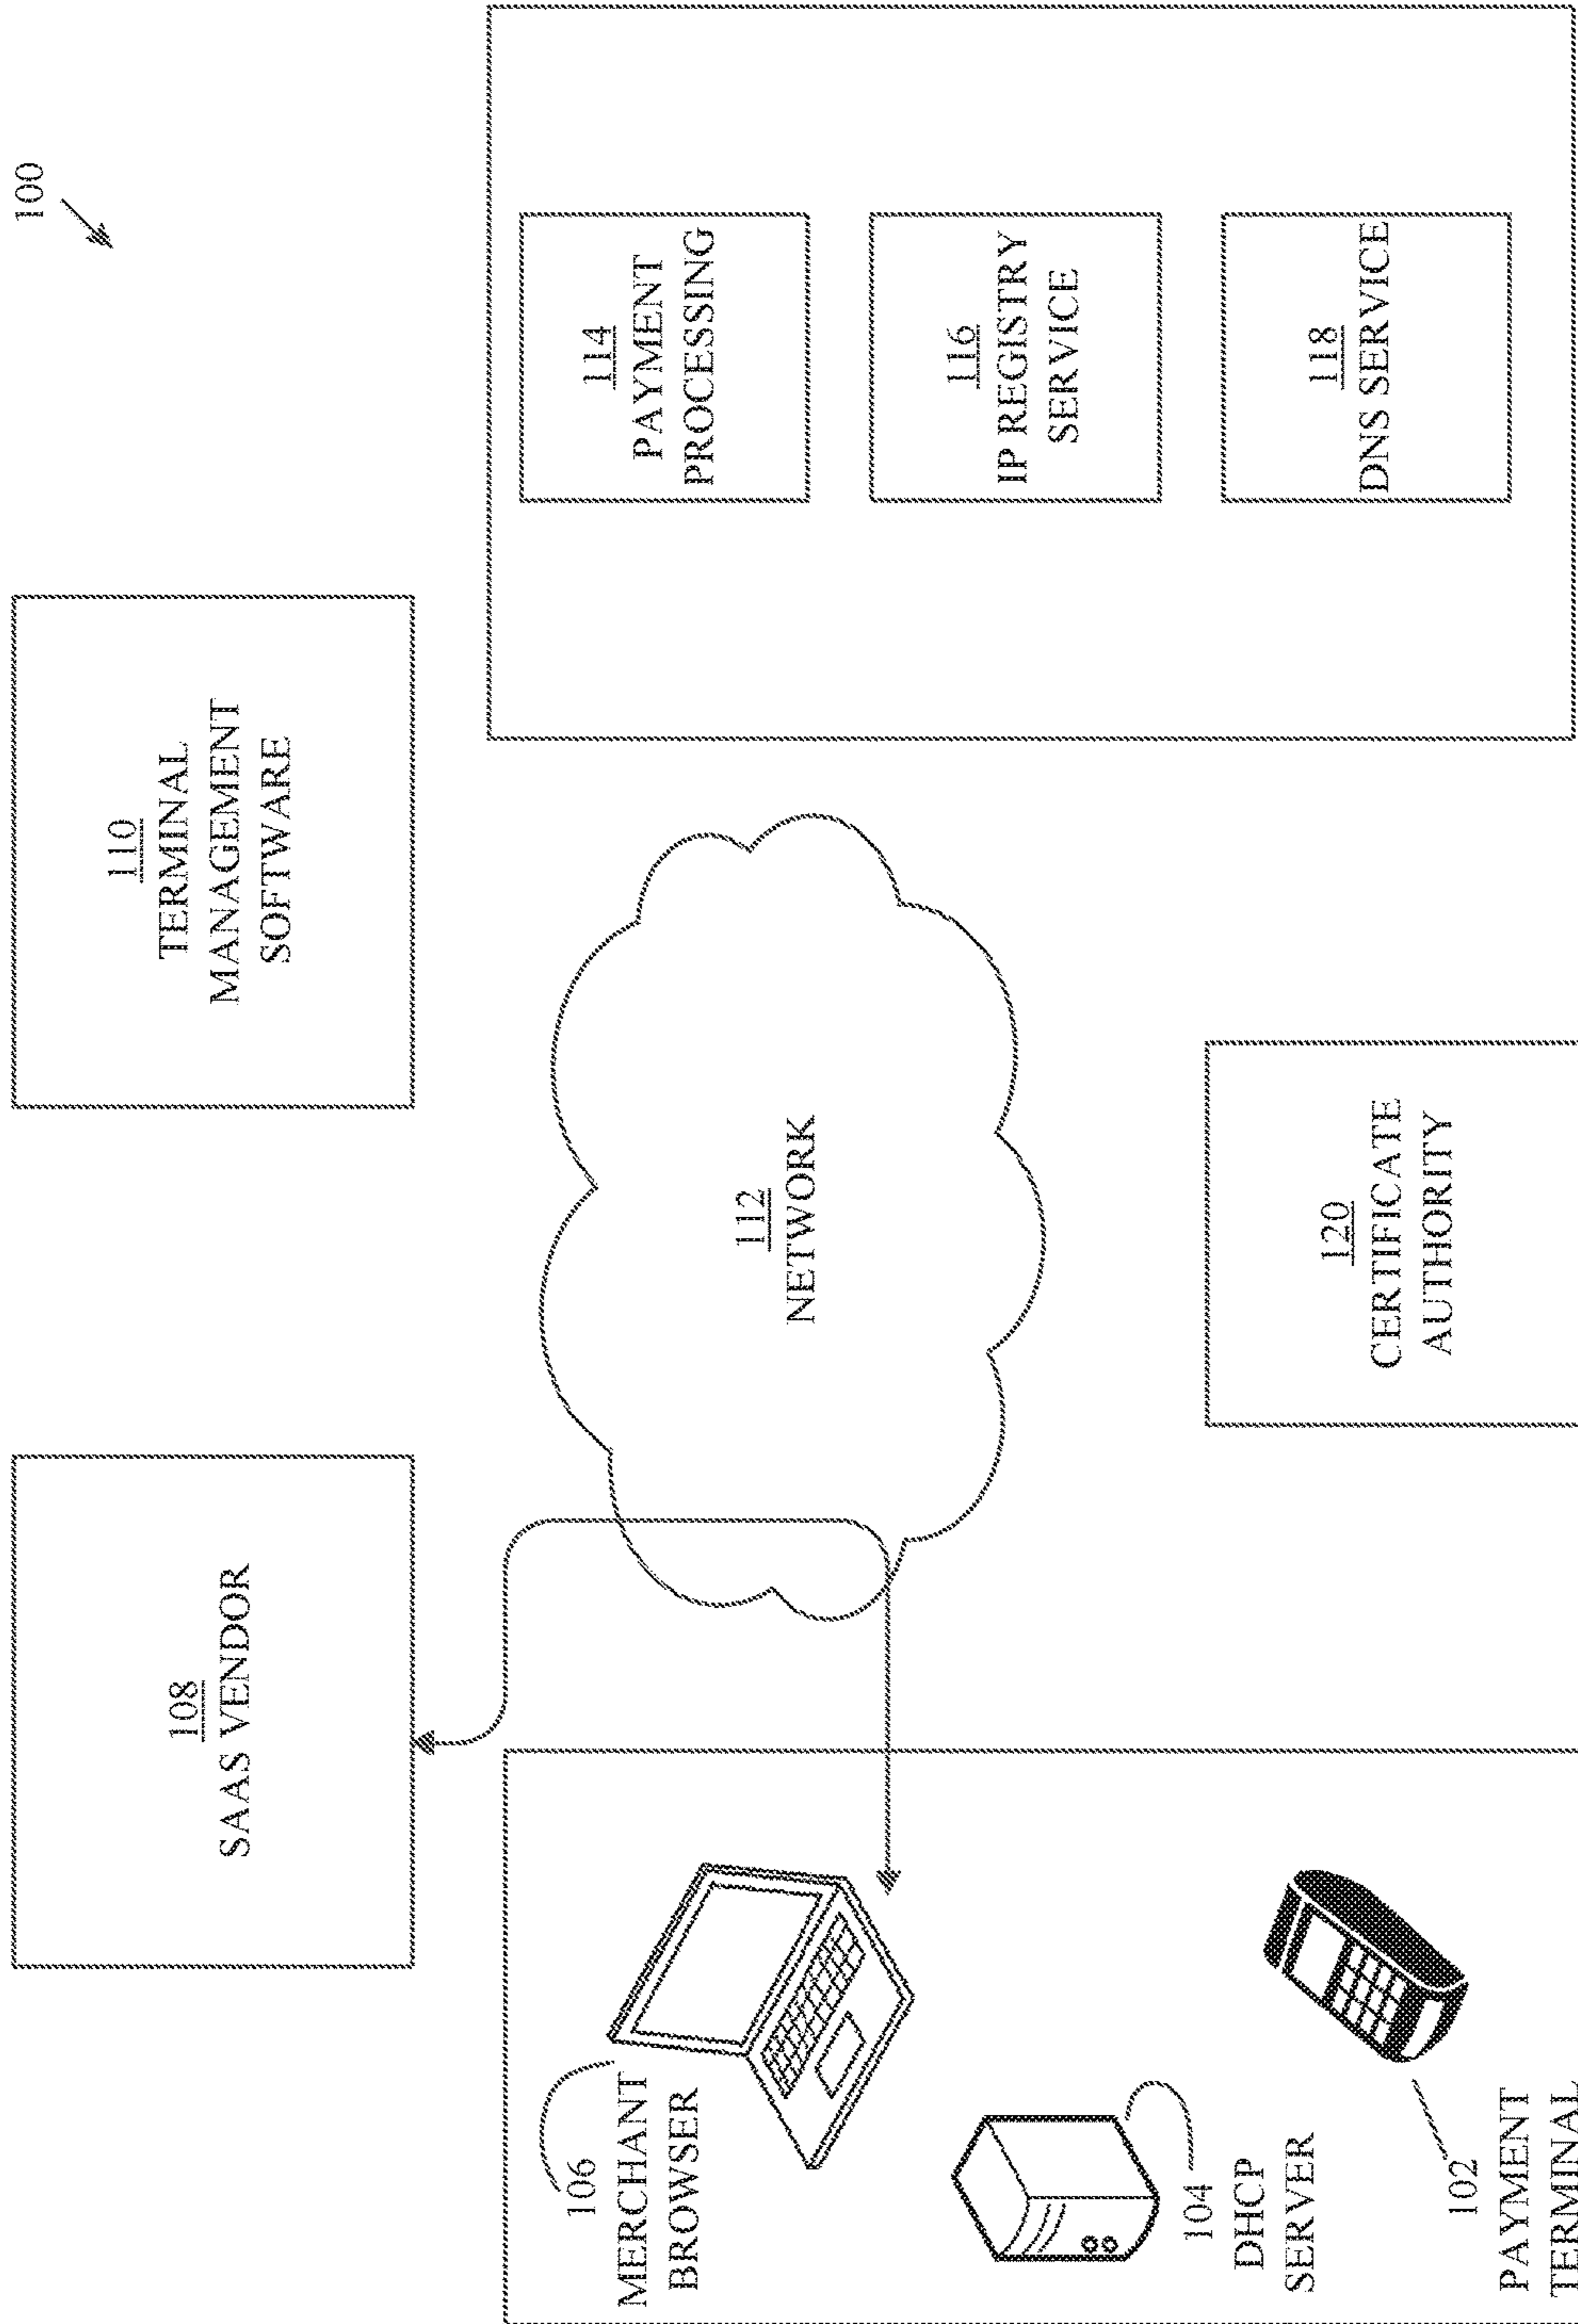 100
108
SAAS VENDOR
110
TERMINAL
MANAGEMENT
SOFTWARE
106
MERCHANT
BROWSER
104
DHCP
SERVER
102
PAYMENT
TERMINAL
112
NETWORK
120
CERTIFICATE
AUTHORITY
114
PAYMENT
PROCESSING
116
IP REGISTRY
SERVICE
118
DNS SERVICE